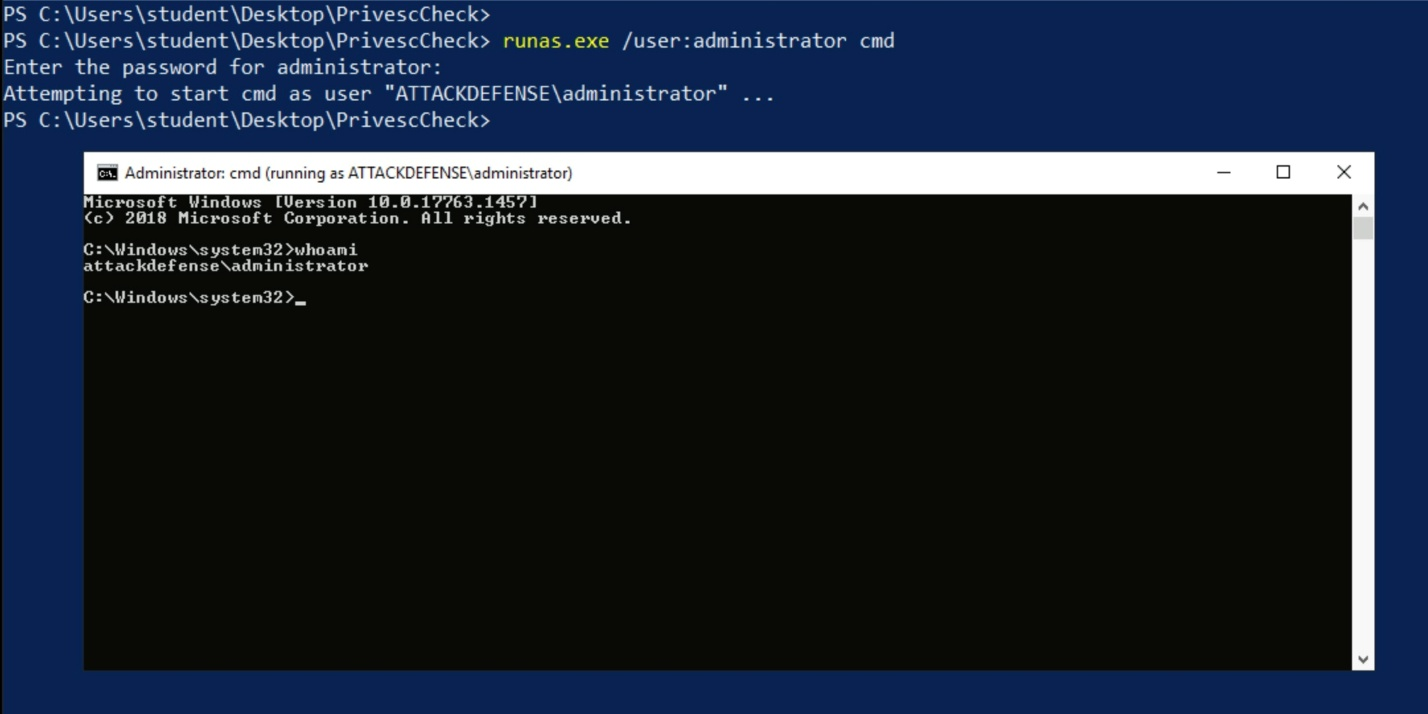 PS C:\Users\student\Desktop\PrivescCheck>
PS C:\Users\student\Desktop\PrivescCheck> runas.exe /user:administrator cmd
Enter the password for administrator:
Attempting to start cmd as user "ATTACKDEFENSE\administrator" ...
PS C:\Users\student\Desktop\PrivescCheck>
Administrator: cmd (running as ATTACKDEFENSE\administrator)
Microsoft Windows [Version 10.0.17763.1457]
(c) 2018 Microsoft Corporation. All rights reserved.
C:\Windows\system32>whoami
attackdefense\administrator
C:\Windows\system32>_